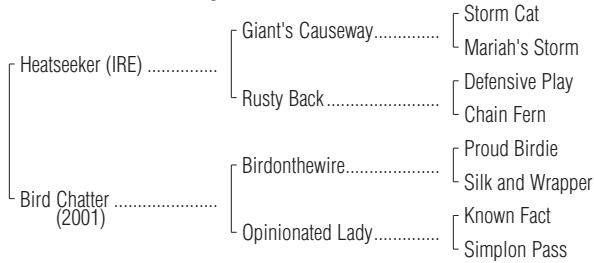 Storm Cat
Giant's Causeway..............
Mariah's Storm
Heatseeker (IRE) ...............
Defensive Play
Rusty Back........................
Chain Fern
Proud Birdie
Birdonthewire....................
Silk and Wrapper
Bird Chatter ......................
(2001)
Known Fact
Opinionated Lady..............
Simplon Pass